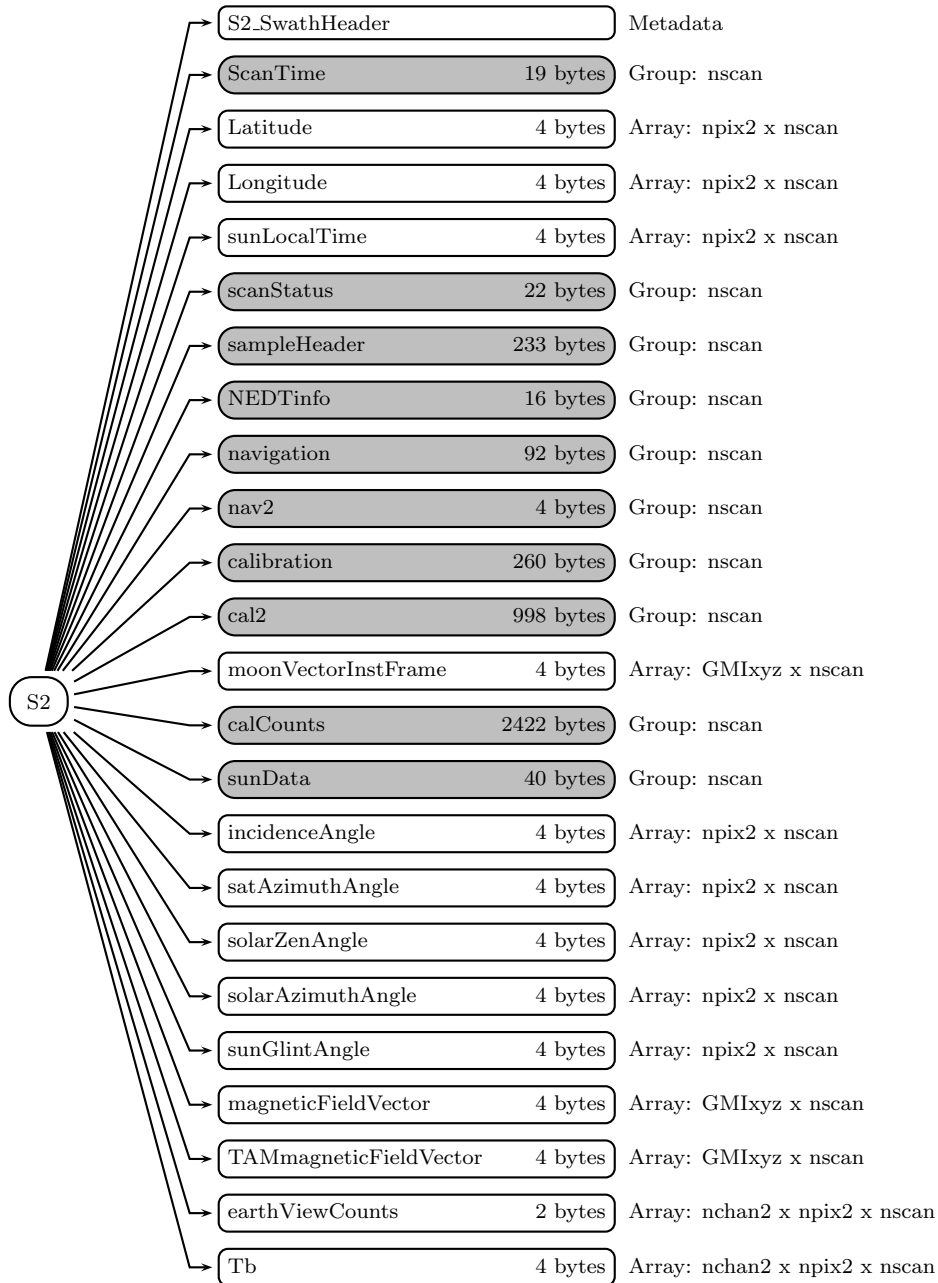 S2_SwathHeader Metadata
ScanTime 19 bytes Group: nscan
Latitude 4 bytes Array: npix2 x nscan
Longitude 4 bytes Array: npix2 x nscan
sunLocalTime 4 bytes Array: npix2 x nscan
scanStatus 22 bytes Group: nscan
sampleHeader 233 bytes Group: nscan
NEDTinfo 16 bytes Group: nscan
navigation 92 bytes Group: nscan
nav2 4 bytes Group: nscan
calibration 260 bytes Group: nscan
cal2 998 bytes Group: nscan
moonVectorInstFrame 4 bytes Array: GMIxyz x nscan
S2
calCounts 2422 bytes Group: nscan
sunData 40 bytes Group: nscan
incidenceAngle 4 bytes Array: npix2 x nscan
satAzimuthAngle 4 bytes Array: npix2 x nscan
solarZenAngle 4 bytes Array: npix2 x nscan
solarAzimuthAngle 4 bytes Array: npix2 x nscan
sunGlintAngle 4 bytes Array: npix2 x nscan
magneticFieldVector 4 bytes Array: GMIxyz x nscan
TAMmagneticFieldVector 4 bytes Array: GMIxyz x nscan
earthViewCounts 2 bytes Array: nchan2 x npix2 x nscan
Tb 4 bytes Array: nchan2 x npix2 x nscan